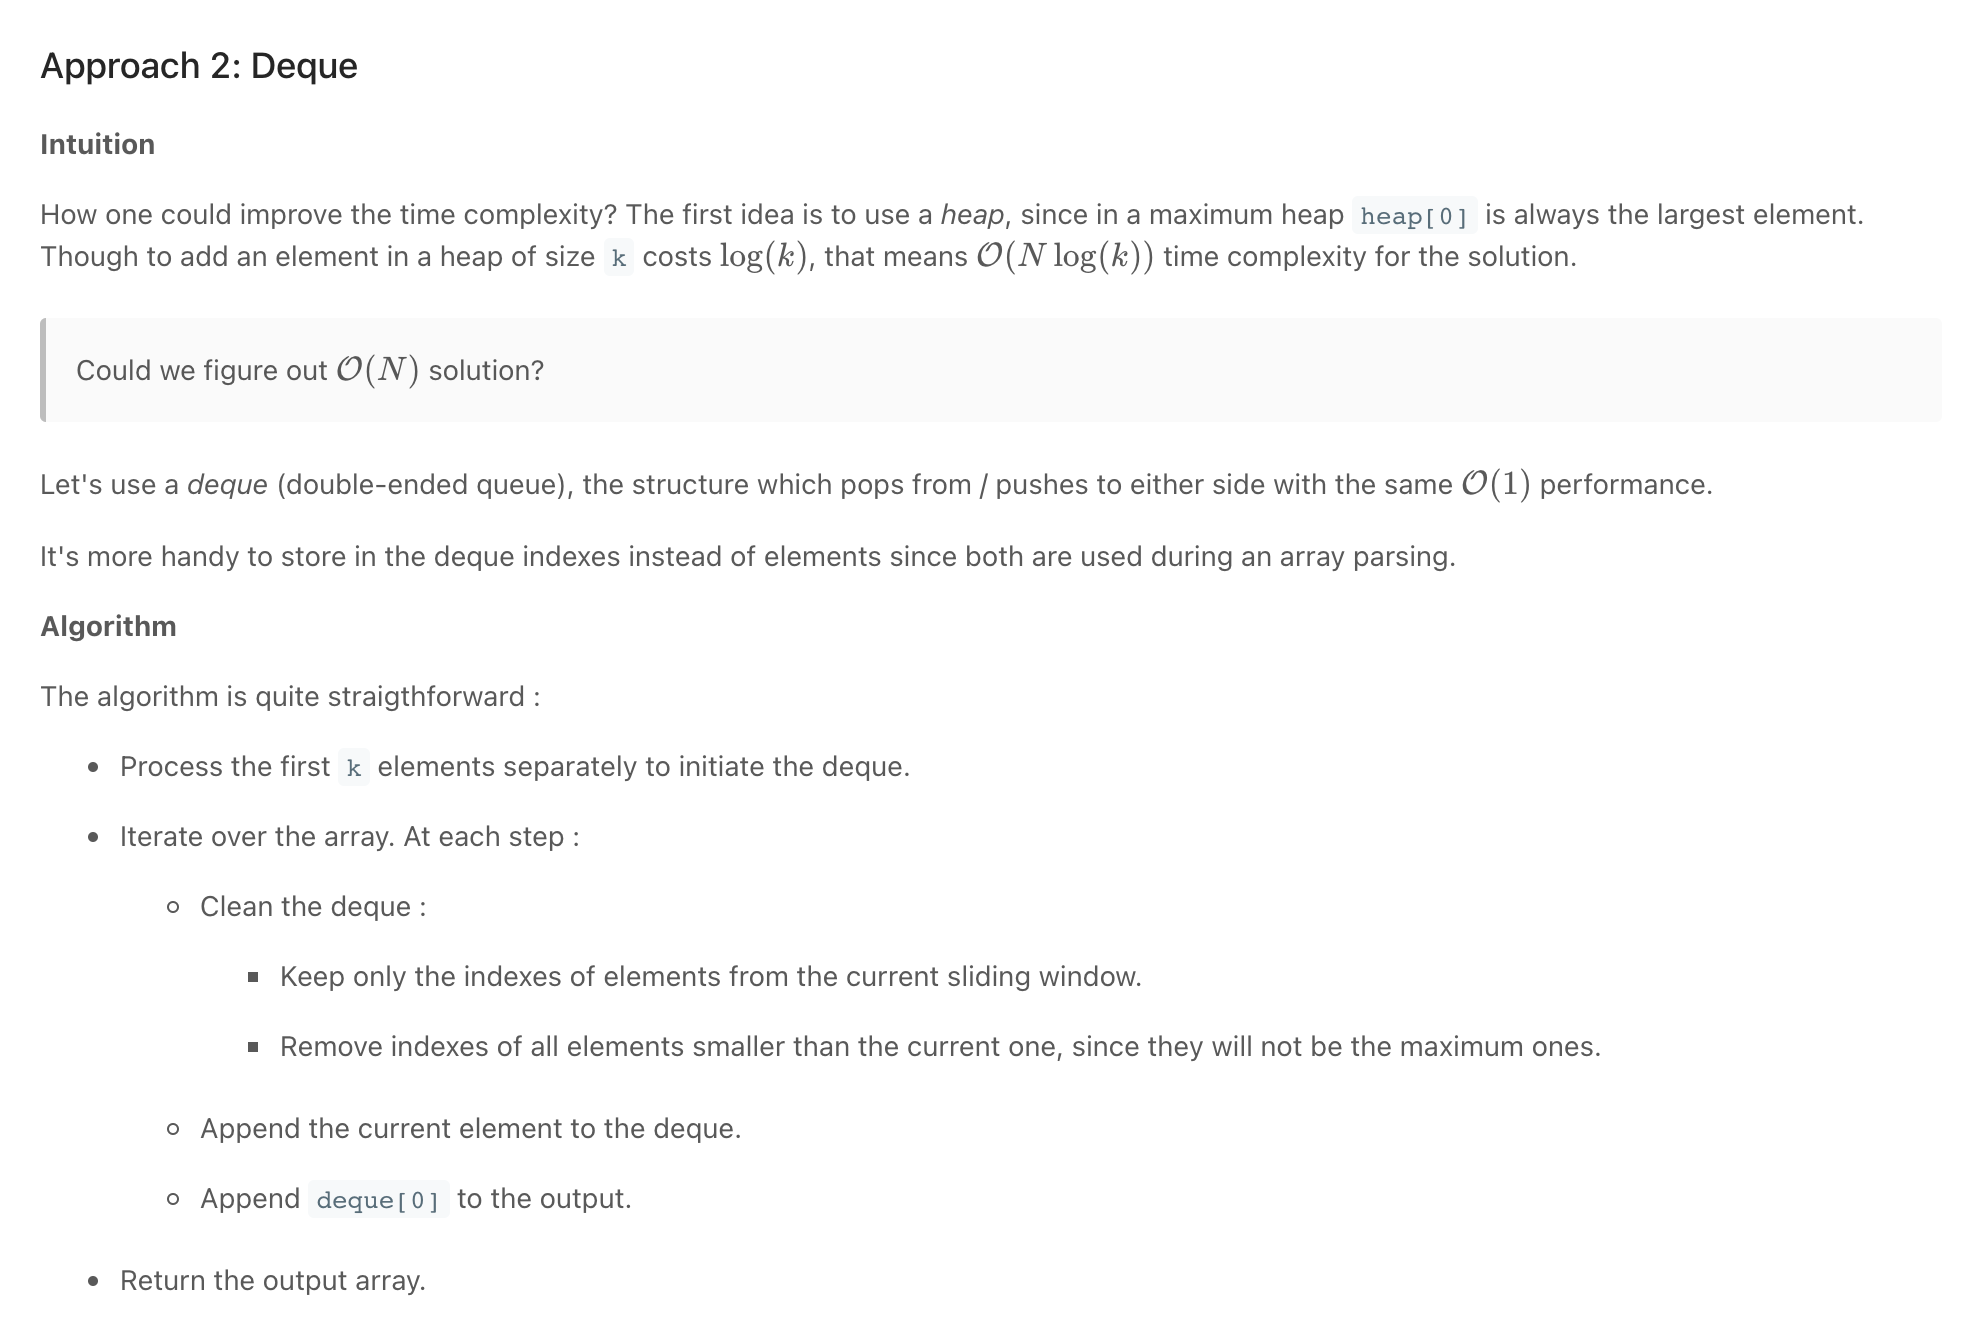 Approach 2: Deque
Intuition
How one could improve the time complexity? The first idea is to use a heap, since in a maximum heap heap[0] is always the largest element.
Though to add an element in a heap of size k costs log(k), that means O(N log(k)) time complexity for the solution.
Could we figure out O(N) solution?
Let's use a deque (double-ended queue), the structure which pops from / pushes to either side with the same O(1) performance.
It's more handy to store in the deque indexes instead of elements since both are used during an array parsing.
Algorithm
The algorithm is quite straigthforward :
• Process the first k elements separately to initiate the deque.
• Iterate over the array. At each step :
○ Clean the deque :
▪ Keep only the indexes of elements from the current sliding window.
▪ Remove indexes of all elements smaller than the current one, since they will not be the maximum ones.
○ Append the current element to the deque.
○ Append deque[0] to the output.
• Return the output array.